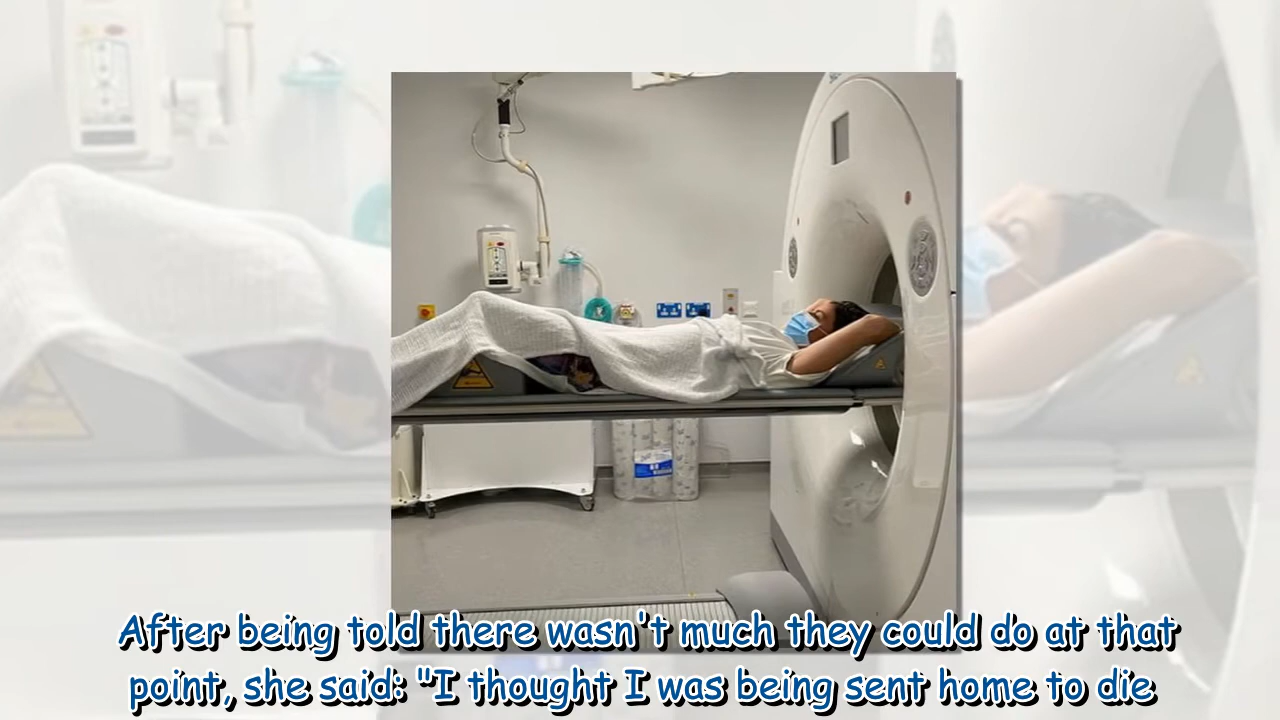 After being told there wasn't much they could do at that
point, she said: "I thought I was being sent home to die